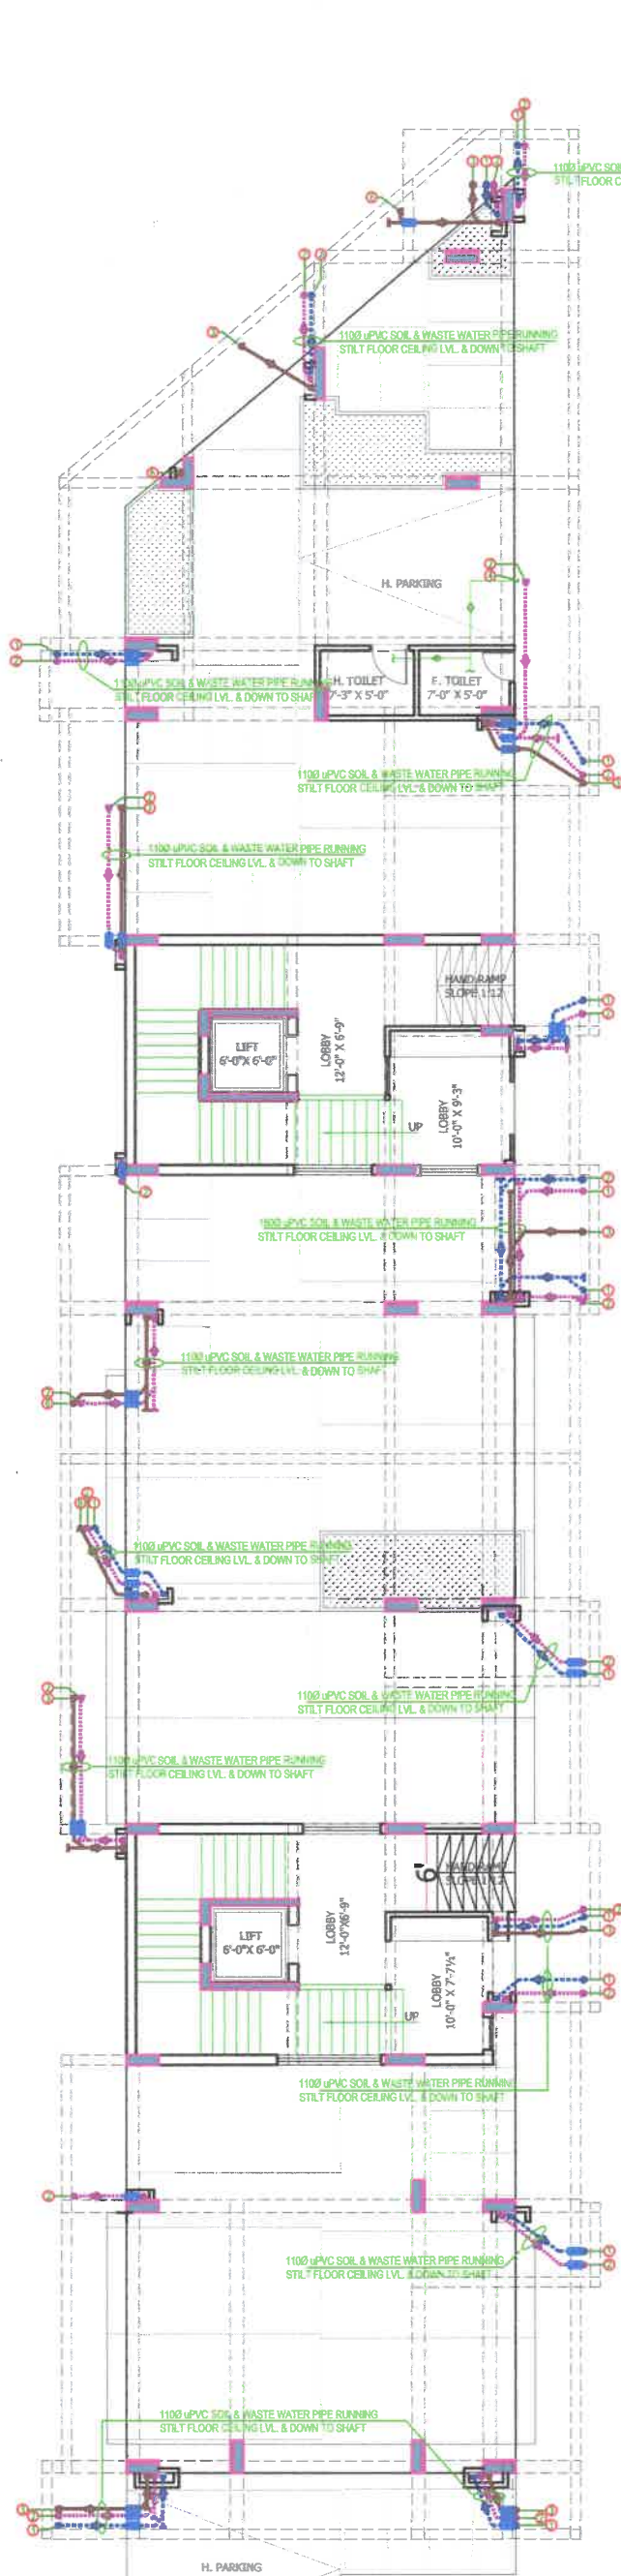 110Ø uPVC SOIL
STILT FLOOR C
110Ø uPVC SOIL & WASTE WATER PIPE RUNNING
STILT FLOOR CEILING LVL. & DOWN TO SHAFT
H. PARKING
H. TOILET
7'-3" X 5'-0"
F. TOILET
7'-0" X 5'-0"
110Ø uPVC SOIL & WASTE WATER PIPE RUNNING
STILT FLOOR CEILING LVL. & DOWN TO SHAFT
110Ø uPVC SOIL & WASTE WATER PIPE RUNNING
STILT FLOOR CEILING LVL. & DOWN TO SHAFT
110Ø uPVC SOIL & WASTE WATER PIPE RUNNING
STILT FLOOR CEILING LVL. & DOWN TO SHAFT
HAND RAMP
SLOPE 1:12
LIFT
6'-0"X 6'-0"
LOBBY
12'-0" X 6'-9"
UP
LOBBY
10'-0" X 9'-3"
160Ø uPVC SOIL & WASTE WATER PIPE RUNNING
STILT FLOOR CEILING LVL. & DOWN TO SHAFT
110Ø uPVC SOIL & WASTE WATER PIPE RUNNING
STILT FLOOR CEILING LVL. & DOWN TO SHAFT
110Ø uPVC SOIL & WASTE WATER PIPE RUNNING
STILT FLOOR CEILING LVL. & DOWN TO SHAFT
110Ø uPVC SOIL & WASTE WATER PIPE RUNNING
STILT FLOOR CEILING LVL. & DOWN TO SHAFT
110Ø uPVC SOIL & WASTE WATER PIPE RUNNING
STILT FLOOR CEILING LVL. & DOWN TO SHAFT
6'
HAND RAMP
SLOPE 1:12
LIFT
6'-0"X 6'-0"
LOBBY
12'-0"X6'-9"
UP
LOBBY
10'-0" X 7'-7½"
110Ø uPVC SOIL & WASTE WATER PIPE RUNNING
STILT FLOOR CEILING LVL. & DOWN TO SHAFT
110Ø uPVC SOIL & WASTE WATER PIPE RUNNING
STILT FLOOR CEILING LVL. & DOWN TO SHAFT
110Ø uPVC SOIL & WASTE WATER PIPE RUNNING
STILT FLOOR CEILING LVL. & DOWN TO SHAFT
H. PARKING